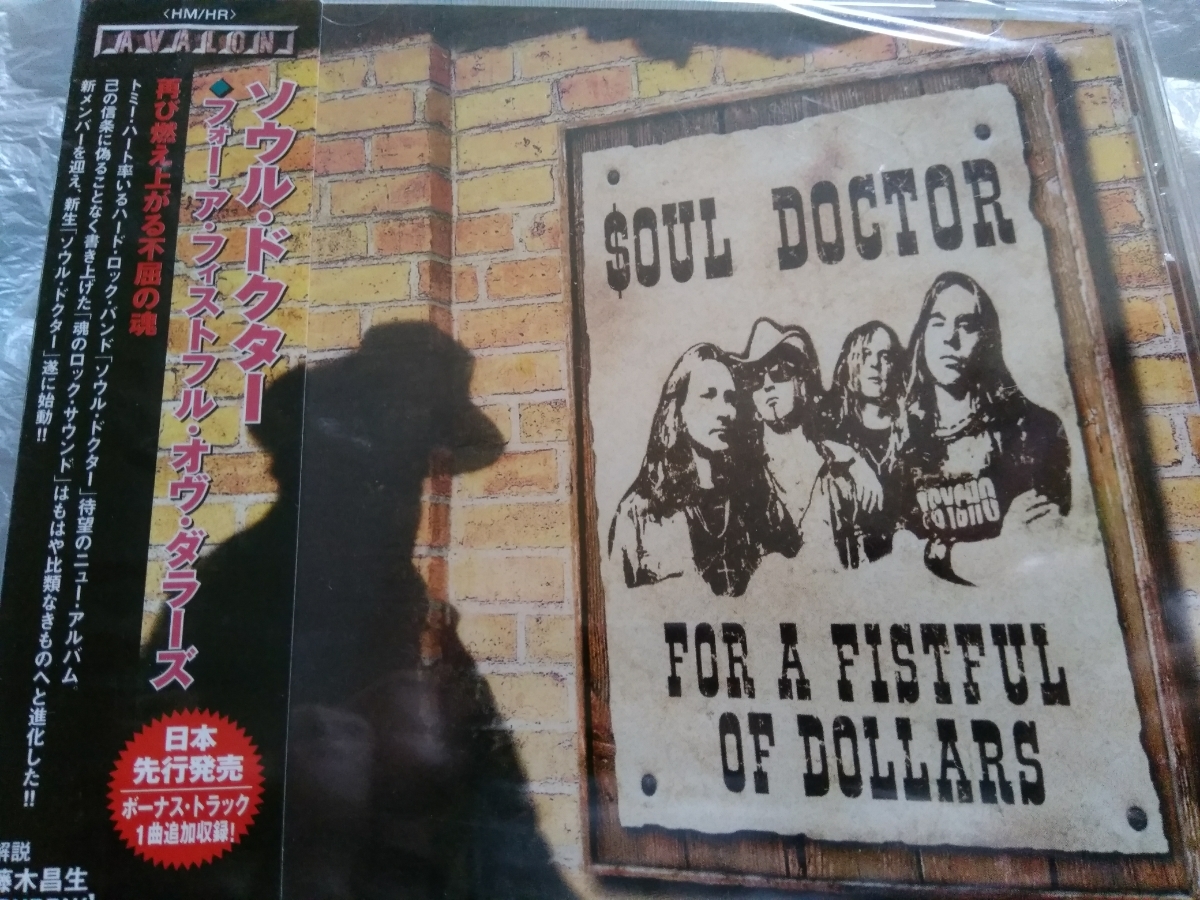 〈HM/HR〉
AVALON
ソウル・ドクター
◆フォー・ア・フィストフル・オヴ・ダラーズ
再び燃え上がる不屈の魂
トミー・ハート率いるハード・ロック・バンド「ソウル・ドクター」待望のニュー・アルバム。
己の信条に偽ることなく書き上げた「魂のロック・サウンド」はもはや比類なきものへと進化した!!
新メンバーを迎え、新生「ソウル・ドクター」遂に始動!!
日本
先行発売
ボーナス・トラック
1曲追加収録!
解説
藤木昌生
$OUL DOCTOR
PSYCHO
FOR A FISTFUL
OF DOLLARS